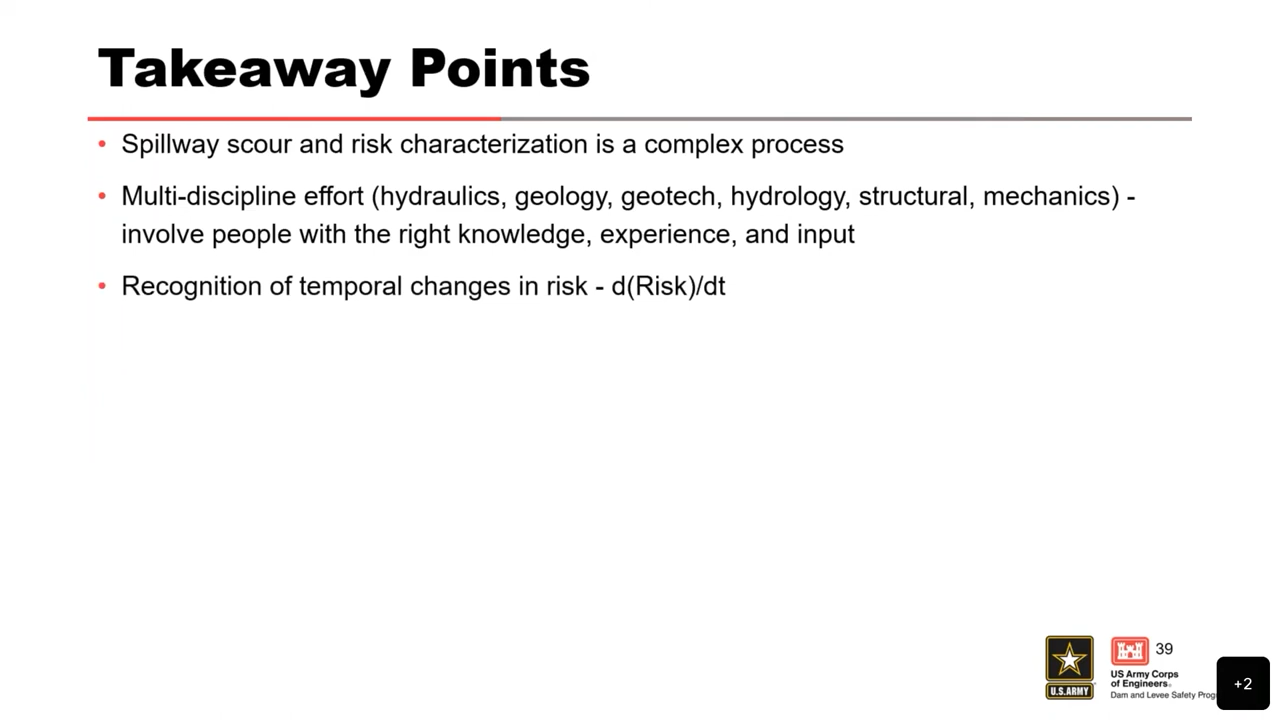 Takeaway Points
• Spillway scour and risk characterization is a complex process
• Multi-discipline effort (hydraulics, geology, geotech, hydrology, structural, mechanics) -
involve people with the right knowledge, experience, and input
• Recognition of temporal changes in risk - d(Risk)/dt
39
U.S.ARMY
US Army Corps
of Engineers®
Dam and Levee Safety Prog
+2